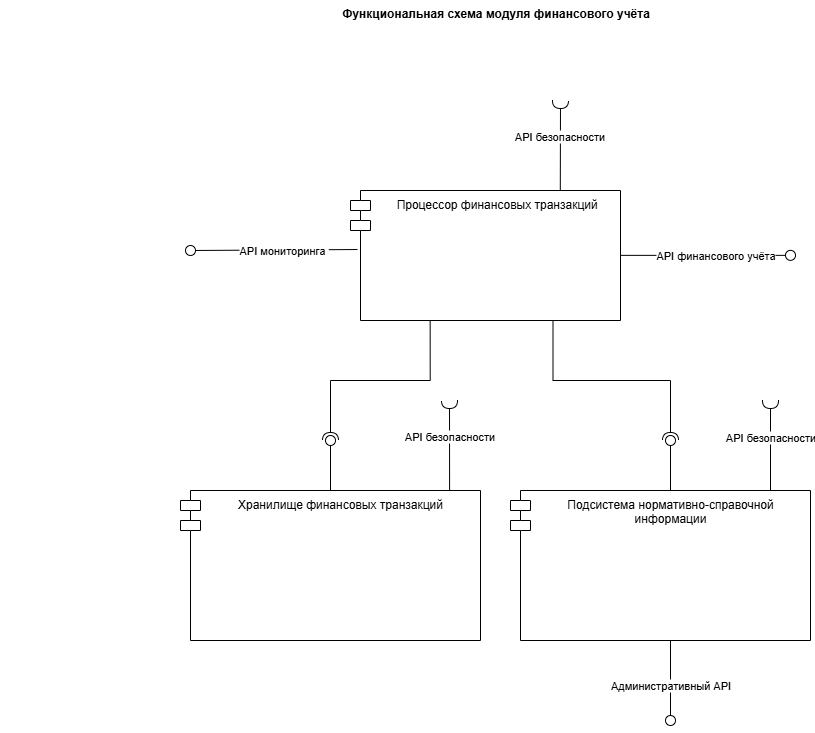 Функциональная схема модуля финансового учёта
API безопасности
Процессор финансовых транзакций
API мониторинга
API финансового учёта
API безопасности
API безопасности
Хранилище финансовых транзакций
Подсистема нормативно-справочной
информации
Административный API